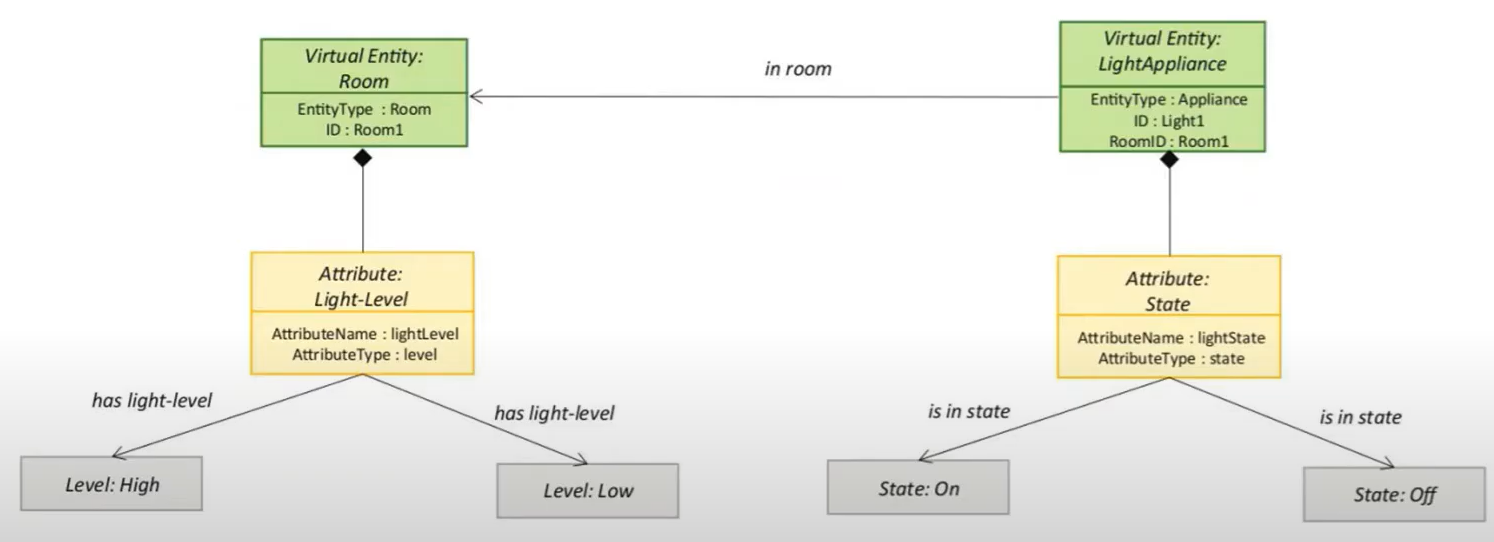 Virtual Entity:
Room
EntityType : Room
ID : Room1
in room
Virtual Entity:
LightAppliance
EntityType : Appliance
ID : Light1
RoomID : Room1
Attribute:
Light-Level
AttributeName : lightLevel
AttributeType : level
Attribute:
State
AttributeName : lightState
AttributeType : state
has light-level
has light-level
is in state
is in state
Level: High
Level: Low
State: On
State: Off